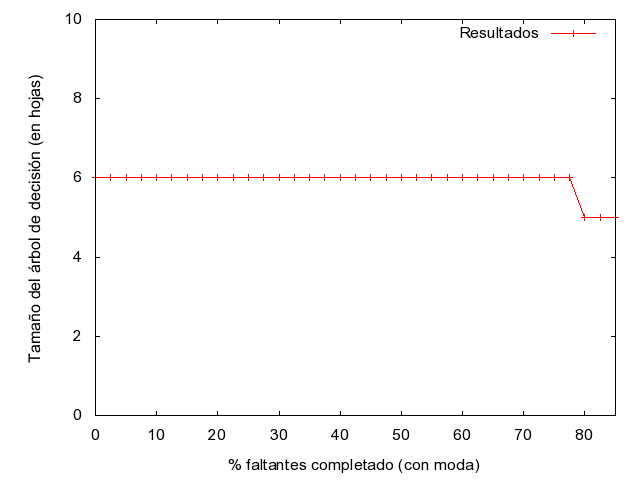 Resultados
Tamaño del árbol de decisión (en hojas)
10
8
6
4
2
0
0 10 20 30 40 50 60 70 80
% faltantes completado (con moda)